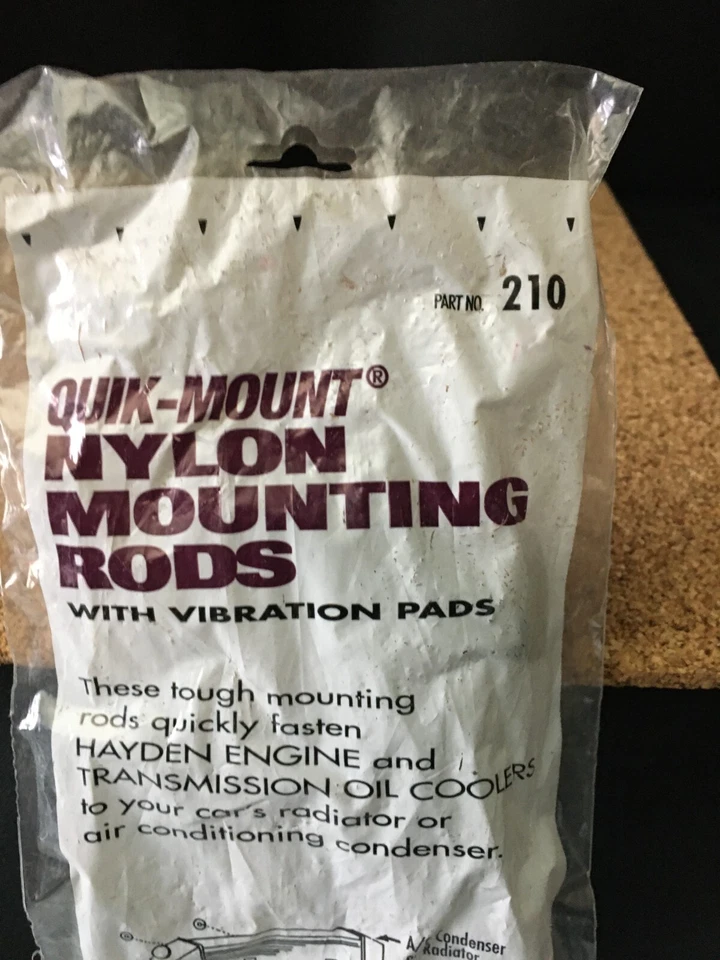 PART NO. 210
QUIK-MOUNT®
NYLON
MOUNTING
RODS
WITH VIBRATION PADS
These tough mounting
rods quickly fasten
HAYDEN ENGINE and
TRANSMISSION OIL COOLERS
to your car's radiator or
air conditioning condenser.
Condenser
Radiator